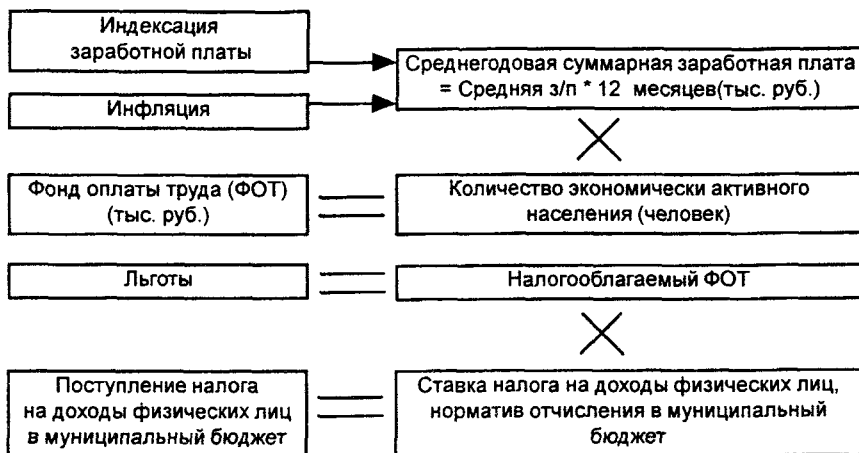 Индексация
заработной платы
Среднегодовая суммарная заработная плата
= Средняя з/п * 12 месяцев(тыс. руб.)
Инфляция
Фонд оплаты труда (ФОТ)
(тыс. руб.)
Количество экономически активного
населения (человек)
Льготы
Налогооблагаемый ФОТ
Поступление налога
на доходы физических лиц
в муниципальный бюджет
Ставка налога на доходы физических лиц,
норматив отчисления в муниципальный
бюджет